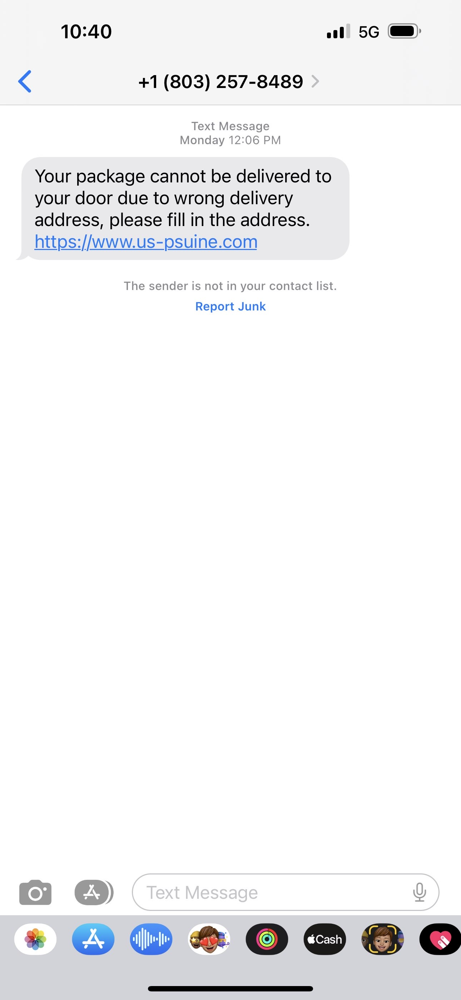 10:40
5G
+1 (803) 257-8489
Text Message
Monday 12:06 PM
Your package cannot be delivered to
your door due to wrong delivery
address, please fill in the address.
https://www.us-psuine.com
The sender is not in your contact list.
Report Junk
Text Message
Cash